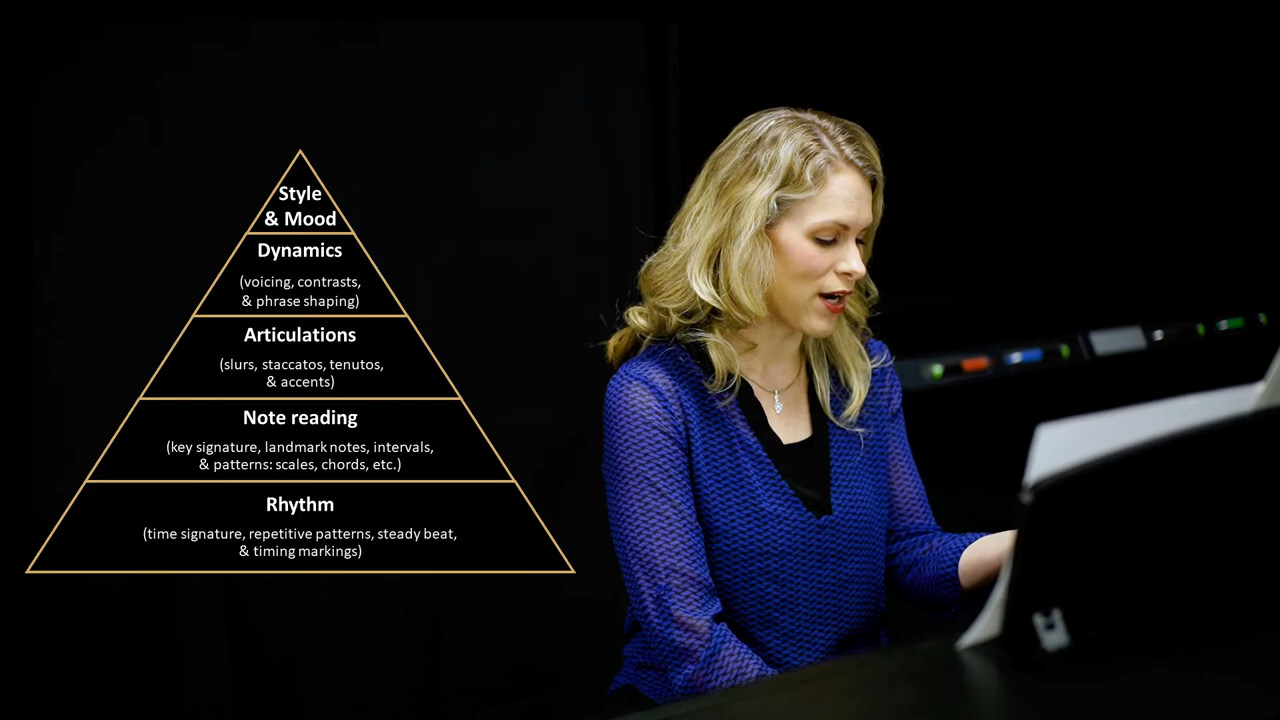 Style
& Mood
Dynamics
(voicing, contrasts,
& phrase shaping)
Articulations
(slurs, staccatos, tenutos,
& accents)
Note reading
(key signature, landmark notes, intervals,
& patterns: scales, chords, etc.)
Rhythm
(time signature, repetitive patterns, steady beat,
& timing markings)